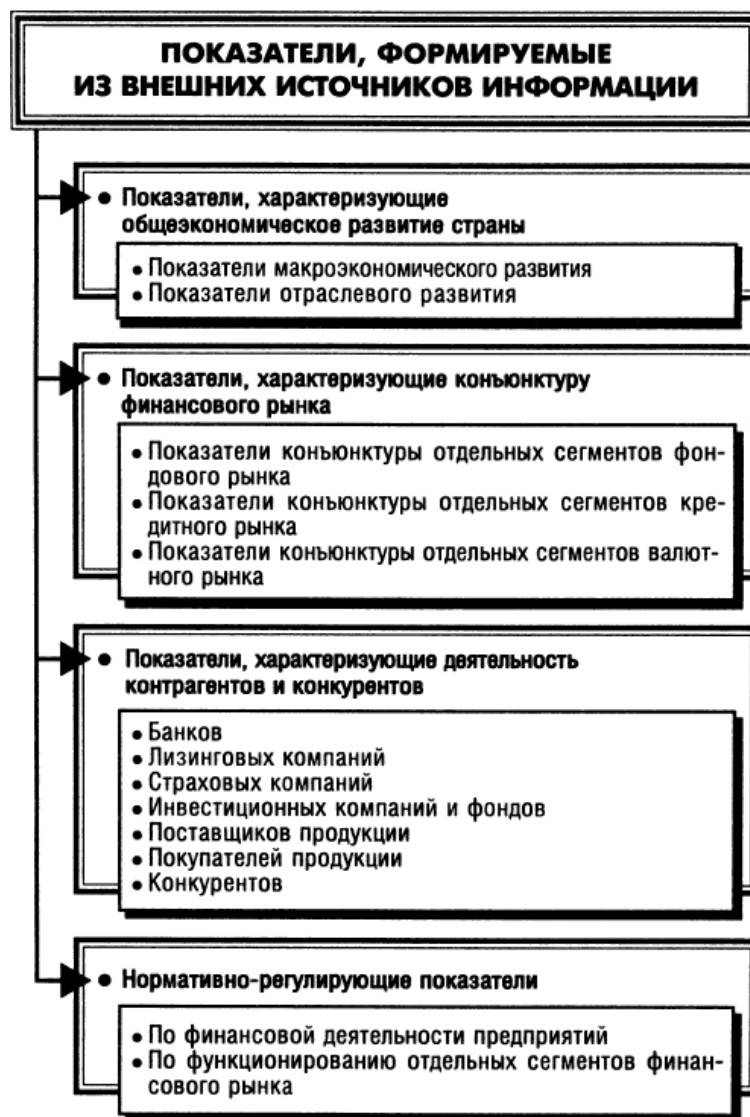 ПОКАЗАТЕЛИ, ФОРМИРУЕМЫЕ
ИЗ ВНЕШНИХ ИСТОЧНИКОВ ИНФОРМАЦИИ
● Показатели, характеризующие
общеэкономическое развитие страны
● Показатели макроэкономического развития
● Показатели отраслевого развития
● Показатели, характеризующие конъюнктуру
финансового рынка
● Показатели конъюнктуры отдельных сегментов фон-
дового рынка
● Показатели конъюнктуры отдельных сегментов кре-
дитного рынка
● Показатели конъюнктуры отдельных сегментов валют-
ного рынка
● Показатели, характеризующие деятельность
контрагентов и конкурентов
● Банков
● Лизинговых компаний
● Страховых компаний
● Инвестиционных компаний и фондов
● Поставщиков продукции
● Покупателей продукции
● Конкурентов
● Нормативно-регулирующие показатели
● По финансовой деятельности предприятий
● По функционированию отдельных сегментов финан-
сового рынка